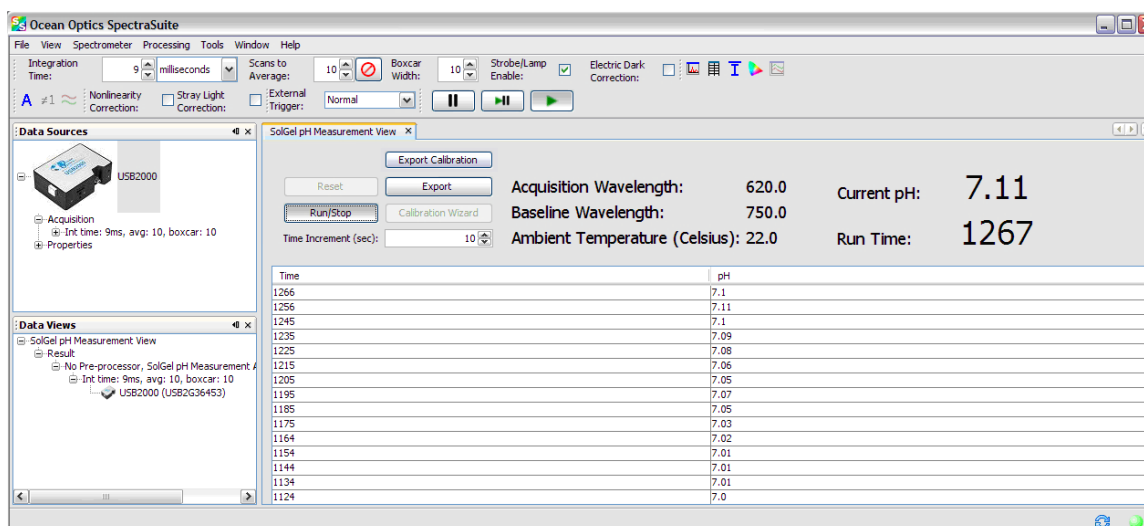 Ocean Optics SpectraSuite
File View Spectrometer Processing Tools Window Help
Integration Time: 9 milliseconds Scans to Average: 10 Boxcar Width: 10 Strobe/Lamp Enable: Electric Dark Correction:
A ≠1 Nonlinearity Correction: Stray Light Correction: External Trigger: Normal
Data Sources
USB2000
Acquisition
Int time: 9ms, avg: 10, boxcar: 10
Properties
Data Views
SolGel pH Measurement View
Result
No Pre-processor, SolGel pH Measurement A
Int time: 9ms, avg: 10, boxcar: 10
USB2000 (USB2G36453)
SolGel pH Measurement View
Export Calibration
Reset Export
Run/Stop Calibration Wizard
Time Increment (sec): 10
Acquisition Wavelength: 620.0
Baseline Wavelength: 750.0
Ambient Temperature (Celsius): 22.0
Current pH: 7.11
Run Time: 1267
Time pH
1266 7.1
1256 7.11
1245 7.1
1235 7.09
1225 7.08
1215 7.06
1205 7.05
1195 7.07
1185 7.05
1175 7.03
1164 7.02
1154 7.01
1144 7.01
1134 7.01
1124 7.0